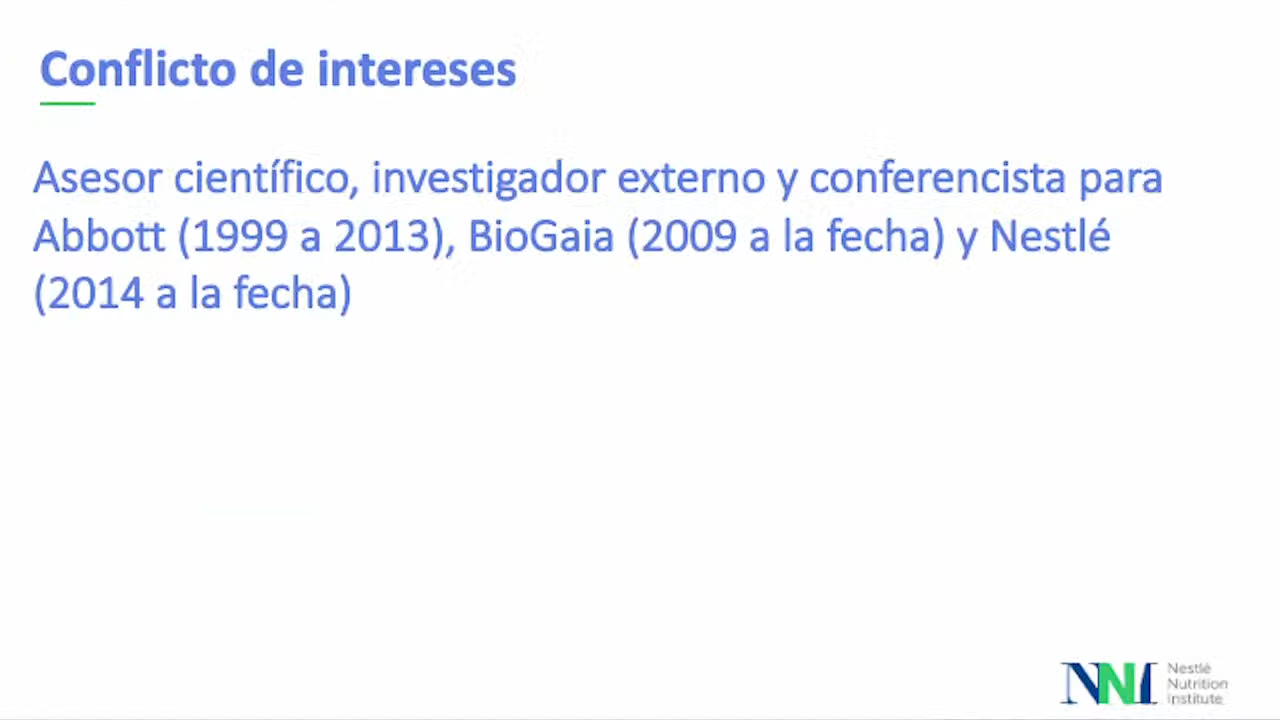 Conflicto de intereses
Asesor científico, investigador externo y conferencista para
Abbott (1999 a 2013), BioGaia (2009 a la fecha) y Nestlé
(2014 a la fecha)
NNI
Nestlé
Nutrition
Institute